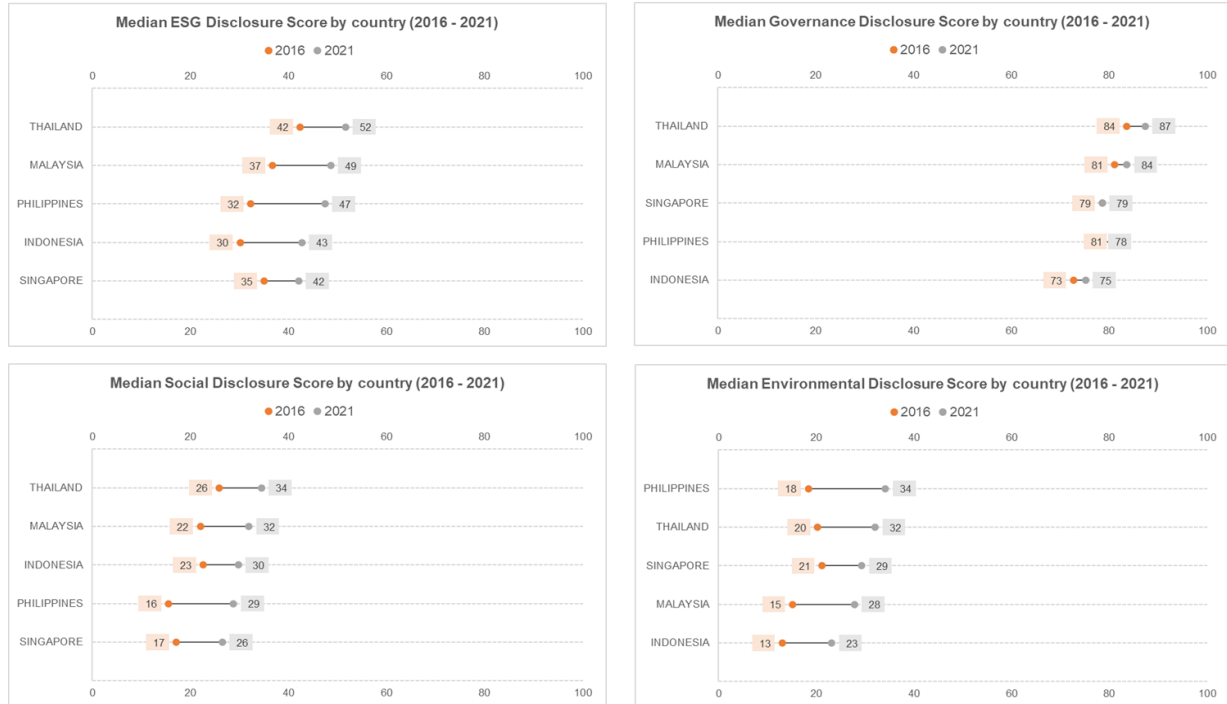 Median ESG Disclosure Score by country (2016 - 2021)
2016 2021
0 20 40 60 80 100
THAILAND 42 52
MALAYSIA 37 49
PHILIPPINES 32 47
INDONESIA 30 43
SINGAPORE 35 42
0 20 40 60 80 100
Median Governance Disclosure Score by country (2016 - 2021)
2016 2021
0 20 40 60 80 100
THAILAND 84 87
MALAYSIA 81 84
SINGAPORE 79 79
PHILIPPINES 81 78
INDONESIA 73 75
0 20 40 60 80 100
Median Social Disclosure Score by country (2016 - 2021)
2016 2021
0 20 40 60 80 100
THAILAND 26 34
MALAYSIA 22 32
INDONESIA 23 30
PHILIPPINES 16 29
SINGAPORE 17 26
0 20 40 60 80 100
Median Environmental Disclosure Score by country (2016 - 2021)
2016 2021
0 20 40 60 80 100
PHILIPPINES 18 34
THAILAND 20 32
SINGAPORE 21 29
MALAYSIA 15 28
INDONESIA 13 23
0 20 40 60 80 100